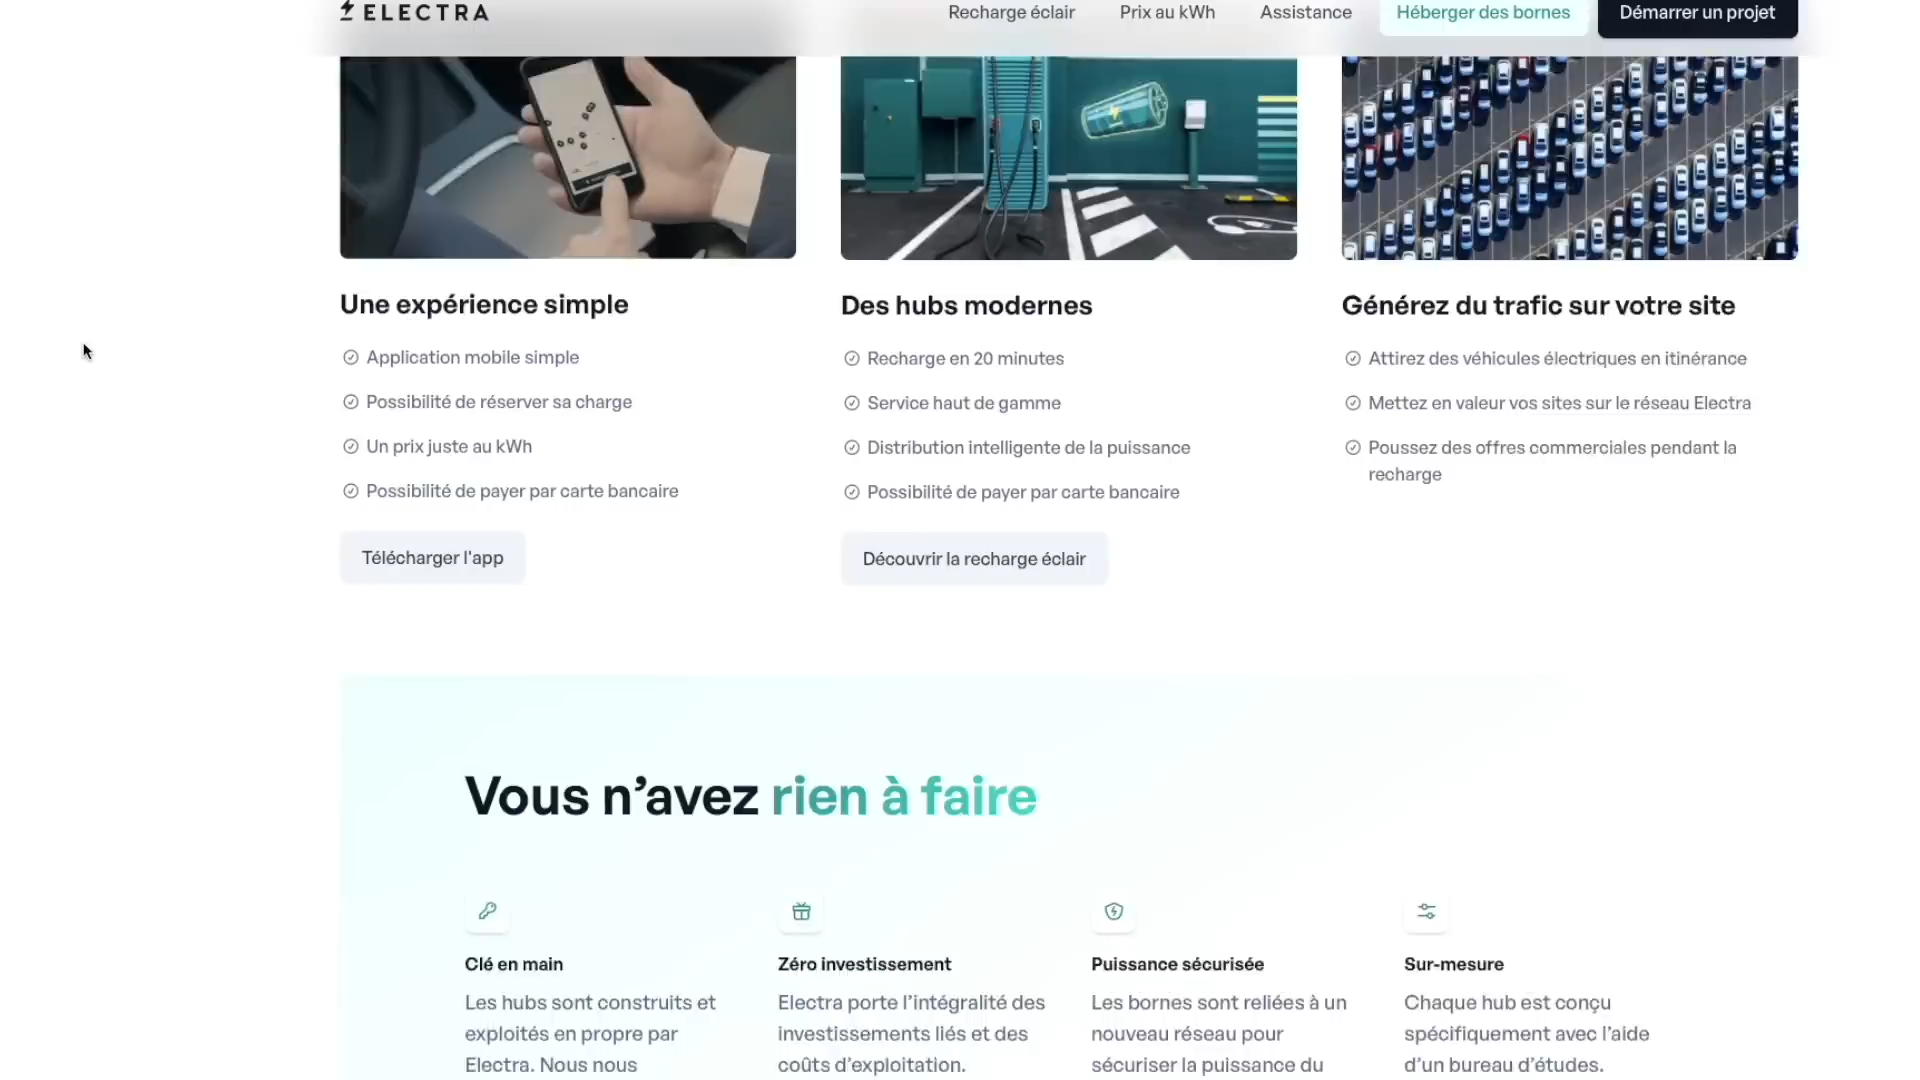 ELECTRA
Recharge éclair
Prix au kWh
Assistance
Héberger des bornes
Démarrer un projet
Une expérience simple
Application mobile simple
Possibilité de réserver sa charge
Un prix juste au kWh
Possibilité de payer par carte bancaire
Télécharger l'app
Des hubs modernes
Recharge en 20 minutes
Service haut de gamme
Distribution intelligente de la puissance
Possibilité de payer par carte bancaire
Découvrir la recharge éclair
Générez du trafic sur votre site
Attirez des véhicules électriques en itinérance
Mettez en valeur vos sites sur le réseau Electra
Poussez des offres commerciales pendant la
recharge
Vous n’avez rien à faire
Clé en main
Les hubs sont construits et
exploités en propre par
Electra. Nous nous
Zéro investissement
Electra porte l’intégralité des
investissements liés et des
coûts d’exploitation.
Puissance sécurisée
Les bornes sont reliées à un
nouveau réseau pour
sécuriser la puissance du
Sur-mesure
Chaque hub est conçu
spécifiquement avec l’aide
d’un bureau d’études.